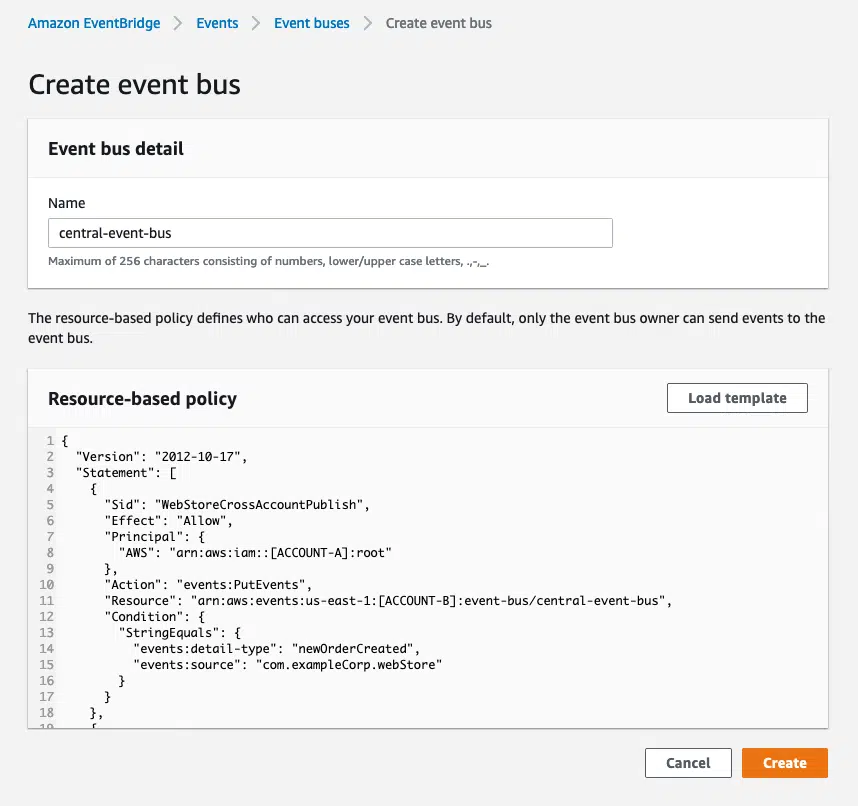 Amazon EventBridge > Events > Event buses > Create event bus
Create event bus
Event bus detail
Name
central-event-bus
Maximum of 256 characters consisting of numbers, lower/upper case letters, .,-,_.
The resource-based policy defines who can access your event bus. By default, only the event bus owner can send events to the
event bus.
Resource-based policy
Load template
1 {
2   "Version": "2012-10-17",
3   "Statement": [
4     {
5       "Sid": "WebStoreCrossAccountPublish",
6       "Effect": "Allow",
7       "Principal": {
8         "AWS": "arn:aws:iam::[ACCOUNT-A]:root"
9       },
10       "Action": "events:PutEvents",
11       "Resource": "arn:aws:events:us-east-1:[ACCOUNT-B]:event-bus/central-event-bus",
12       "Condition": {
13         "StringEquals": {
14           "events:detail-type": "newOrderCreated",
15           "events:source": "com.exampleCorp.webStore"
16         }
17       }
18     },
19     {
Cancel
Create